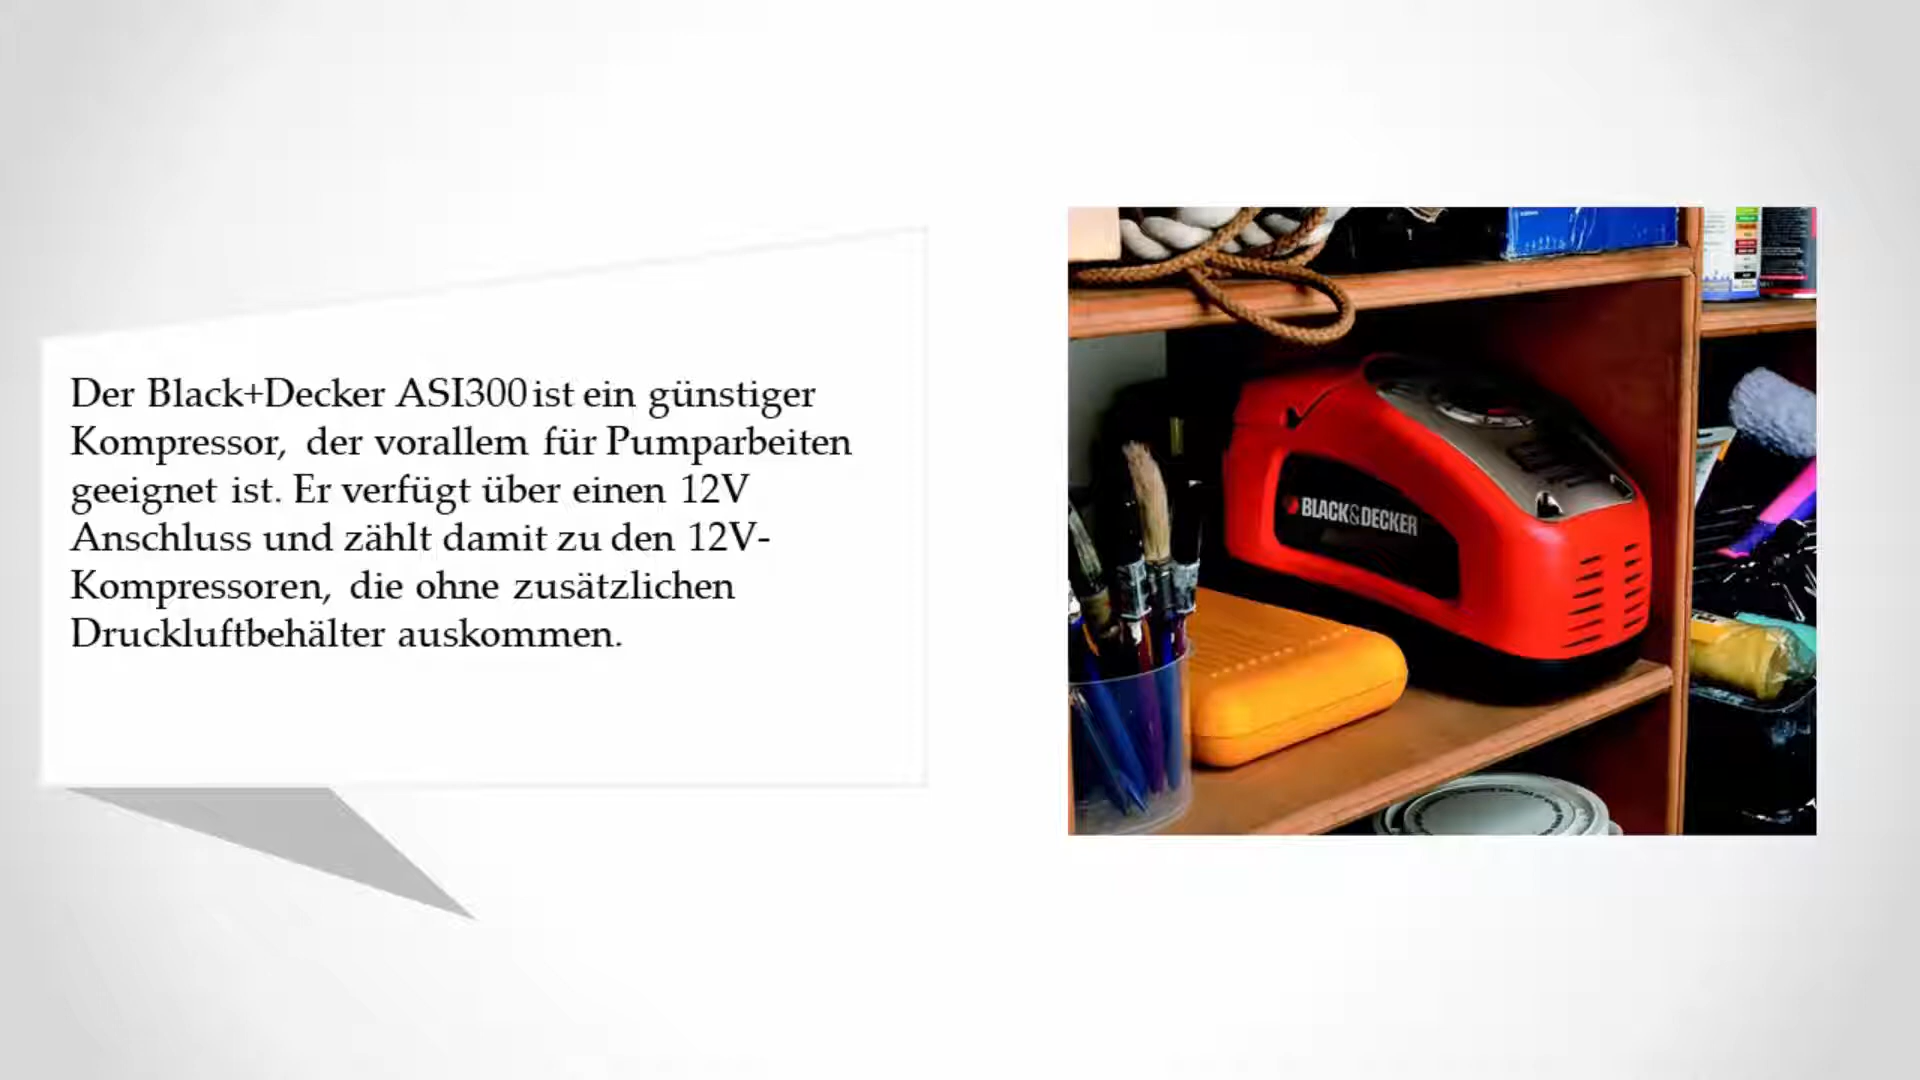 Der Black+Decker ASI300 ist ein günstiger
Kompressor, der vorallem für Pumparbeiten
geeignet ist. Er verfügt über einen 12V
Anschluss und zählt damit zu den 12V-
Kompressoren, die ohne zusätzlichen
Druckluftbehälter auskommen.
BLACK&DECKER